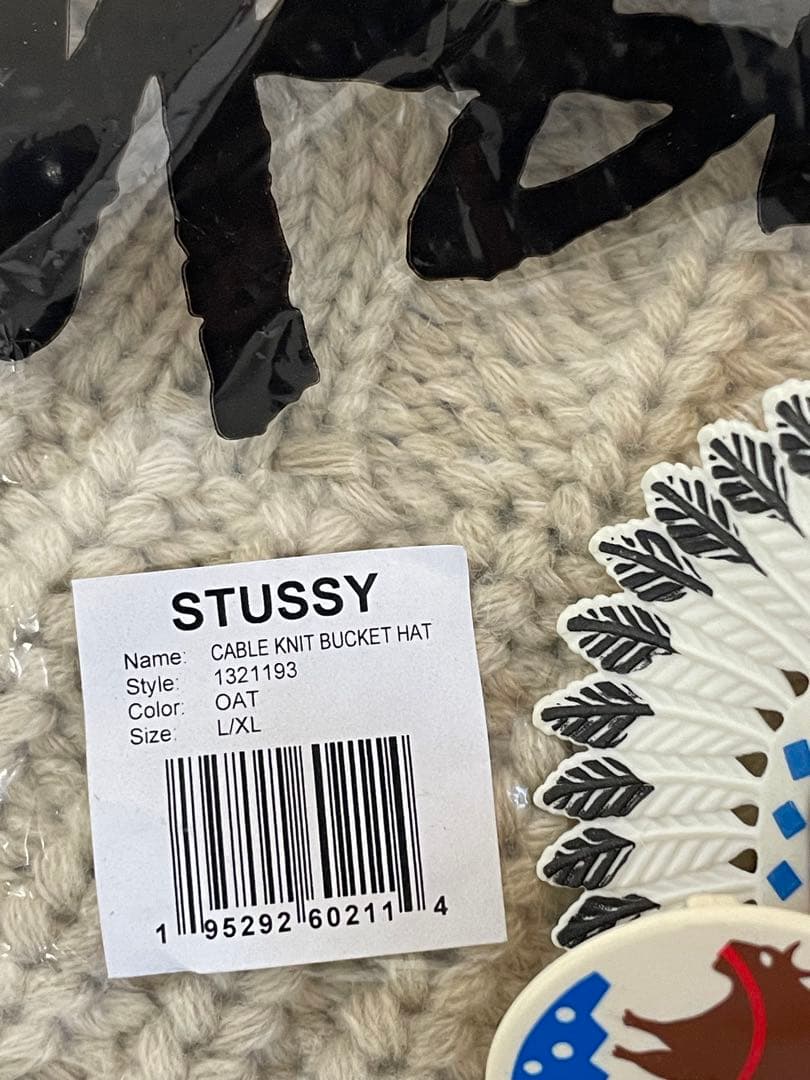 STUSSY
Name: CABLE KNIT BUCKET HAT
Style: 1321193
Color: OAT
Size: L/XL
1 95292 60211 4